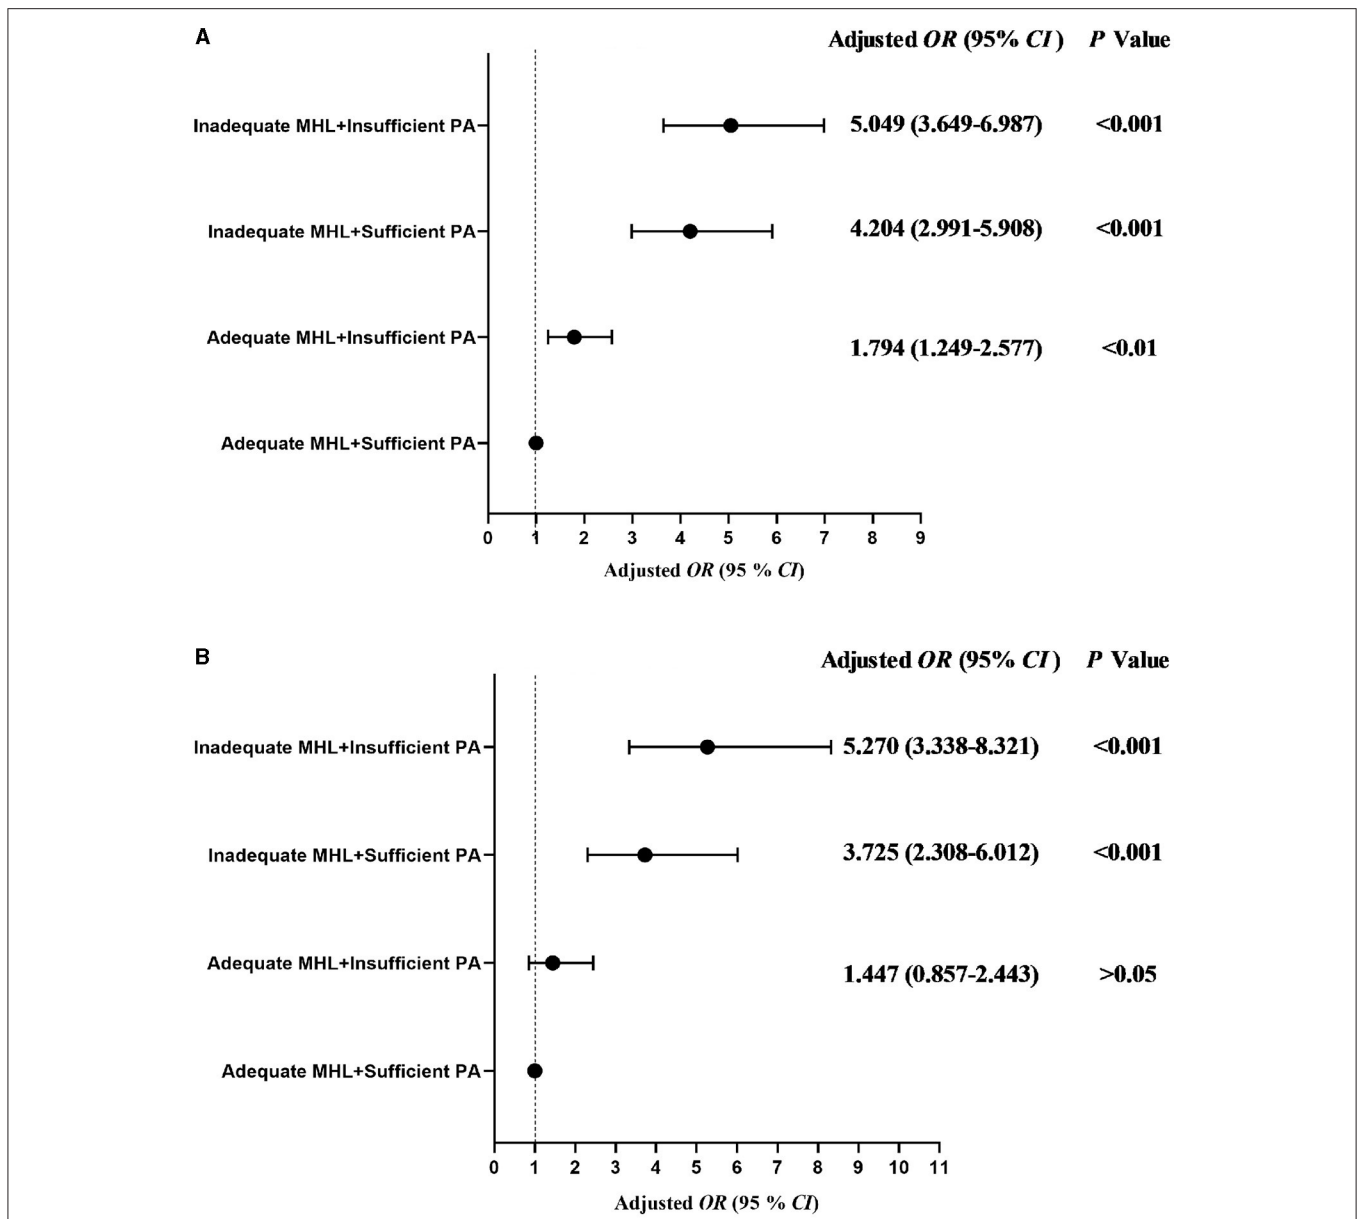 A
Adjusted OR (95% CI) P Value
Inadequate MHL+Insufficient PA 5.049 (3.649-6.987) <0.001
Inadequate MHL+Sufficient PA 4.204 (2.991-5.908) <0.001
Adequate MHL+Insufficient PA 1.794 (1.249-2.577) <0.01
Adequate MHL+Sufficient PA
0 1 2 3 4 5 6 7 8 9
Adjusted OR (95 % CI)
B
Adjusted OR (95% CI) P Value
Inadequate MHL+Insufficient PA 5.270 (3.338-8.321) <0.001
Inadequate MHL+Sufficient PA 3.725 (2.308-6.012) <0.001
Adequate MHL+Insufficient PA 1.447 (0.857-2.443) >0.05
Adequate MHL+Sufficient PA
0 1 2 3 4 5 6 7 8 9 10 11
Adjusted OR (95 % CI)